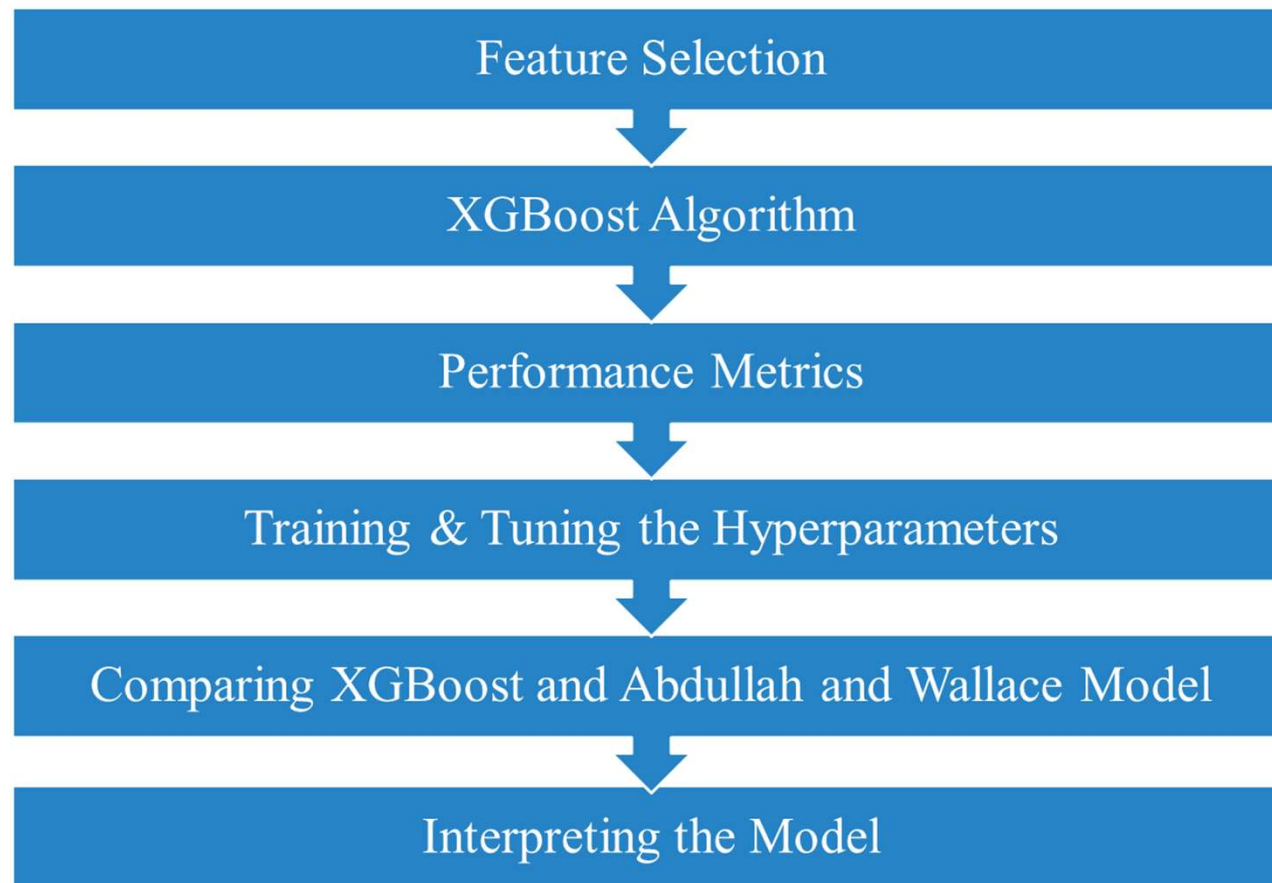 Feature Selection
XGBoost Algorithm
Performance Metrics
Training & Tuning the Hyperparameters
Comparing XGBoost and Abdullah and Wallace Model
Interpreting the Model